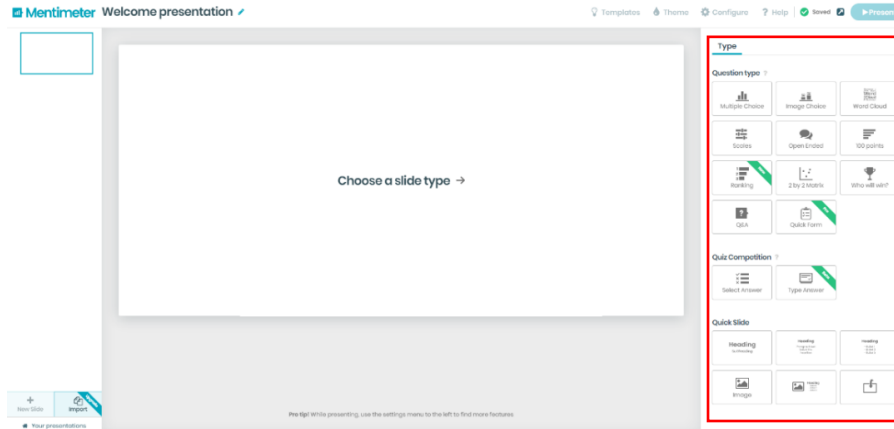 Mentimeter Welcome presentation
Templates Theme Configure ? Help Saved Present
Type
Question type ?
Multiple Choice Image Choice Word Cloud
Scales Open Ended 100 points
Ranking 2 by 2 Matrix Who will win?
Q&A Quick Form
Choose a slide type →
Quiz Competition ?
Select Answer Type Answer
Quick Slide
Heading Heading Heading
Image
+
New Slide Import
Your presentations
Pro tip! While presenting, use the settings menu to the left to find more features